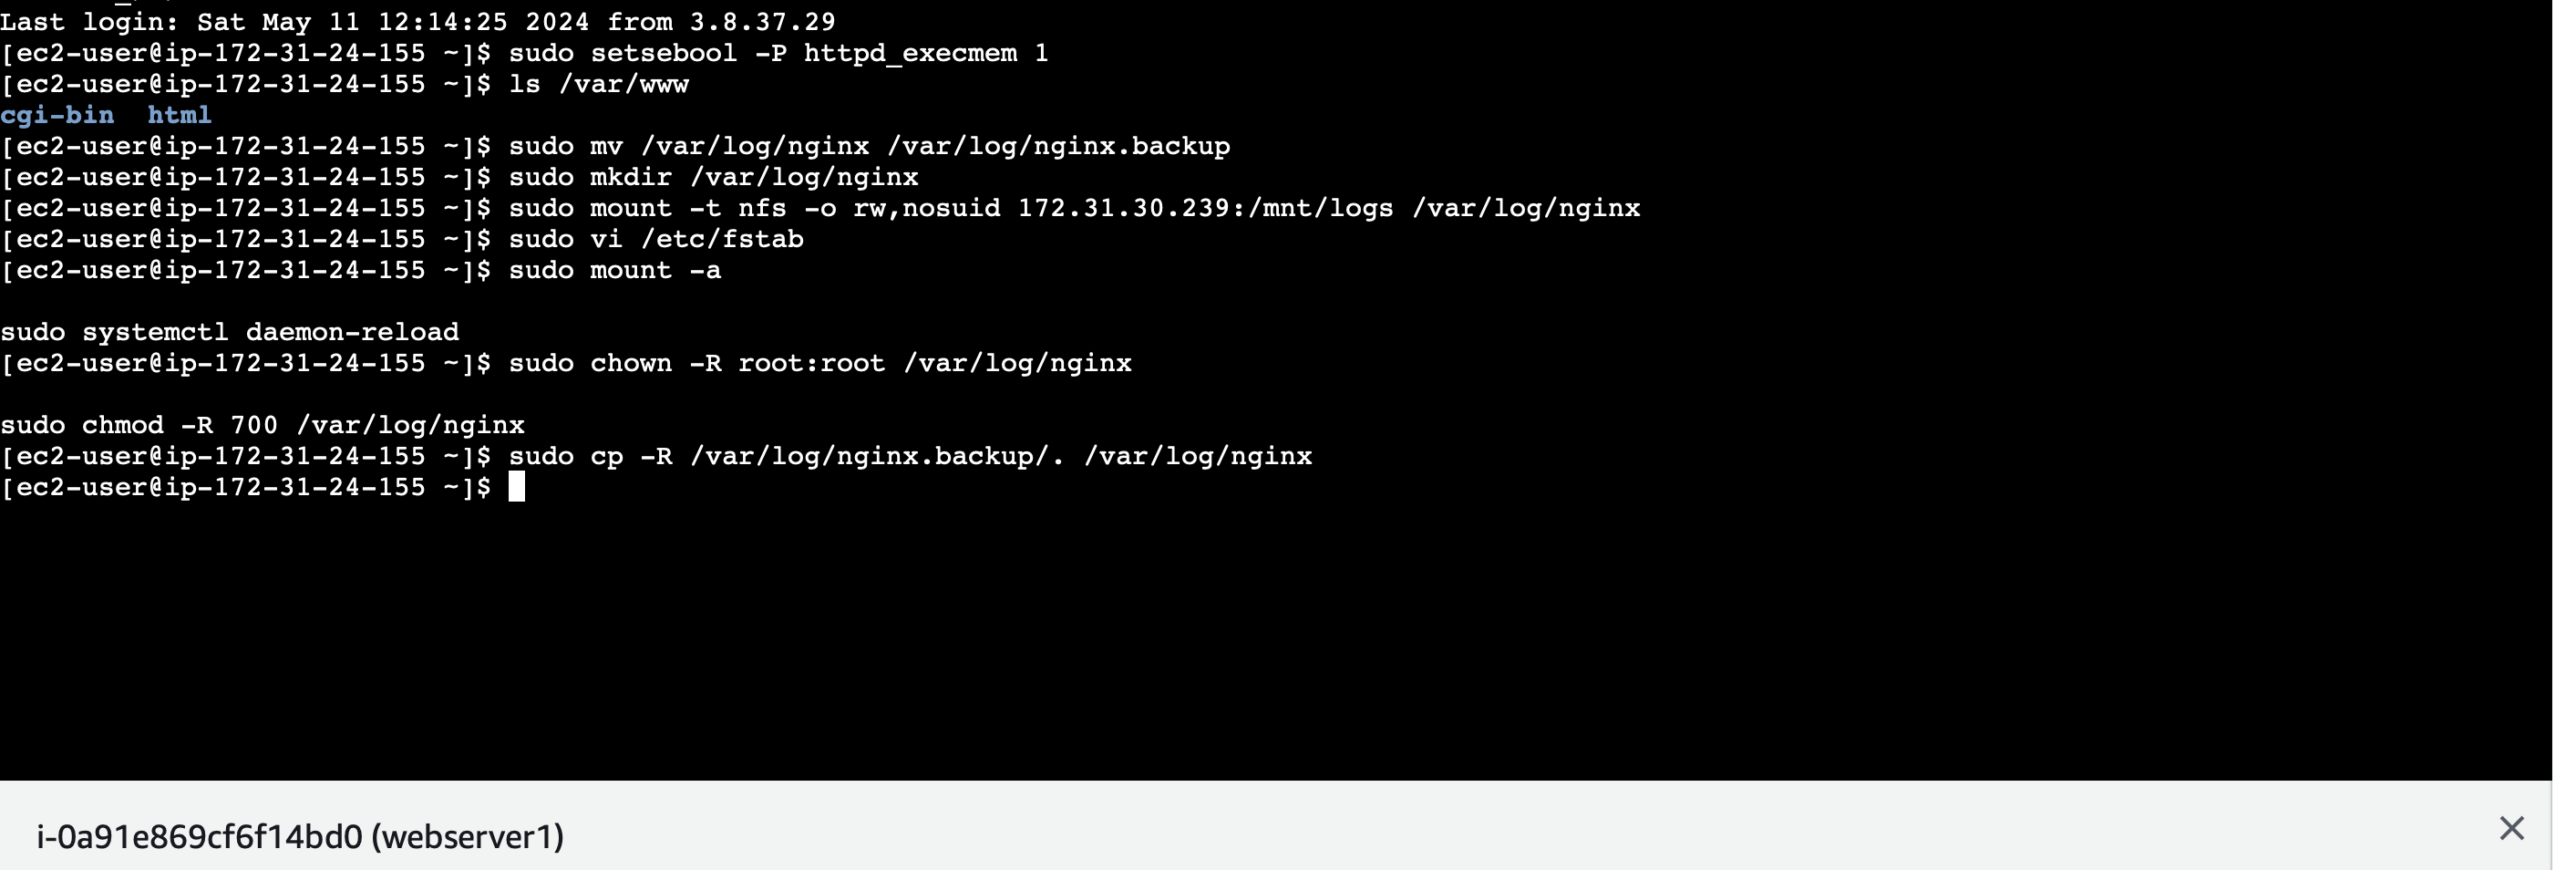 Last login: Sat May 11 12:14:25 2024 from 3.8.37.29
[ec2-user@ip-172-31-24-155 ~]$ sudo setsebool -P httpd_execmem 1
[ec2-user@ip-172-31-24-155 ~]$ ls /var/www
cgi-bin  html
[ec2-user@ip-172-31-24-155 ~]$ sudo mv /var/log/nginx /var/log/nginx.backup
[ec2-user@ip-172-31-24-155 ~]$ sudo mkdir /var/log/nginx
[ec2-user@ip-172-31-24-155 ~]$ sudo mount -t nfs -o rw,nosuid 172.31.30.239:/mnt/logs /var/log/nginx
[ec2-user@ip-172-31-24-155 ~]$ sudo vi /etc/fstab
[ec2-user@ip-172-31-24-155 ~]$ sudo mount -a
sudo systemctl daemon-reload
[ec2-user@ip-172-31-24-155 ~]$ sudo chown -R root:root /var/log/nginx
sudo chmod -R 700 /var/log/nginx
[ec2-user@ip-172-31-24-155 ~]$ sudo cp -R /var/log/nginx.backup/. /var/log/nginx
[ec2-user@ip-172-31-24-155 ~]$
i-0a91e869cf6f14bd0 (webserver1)